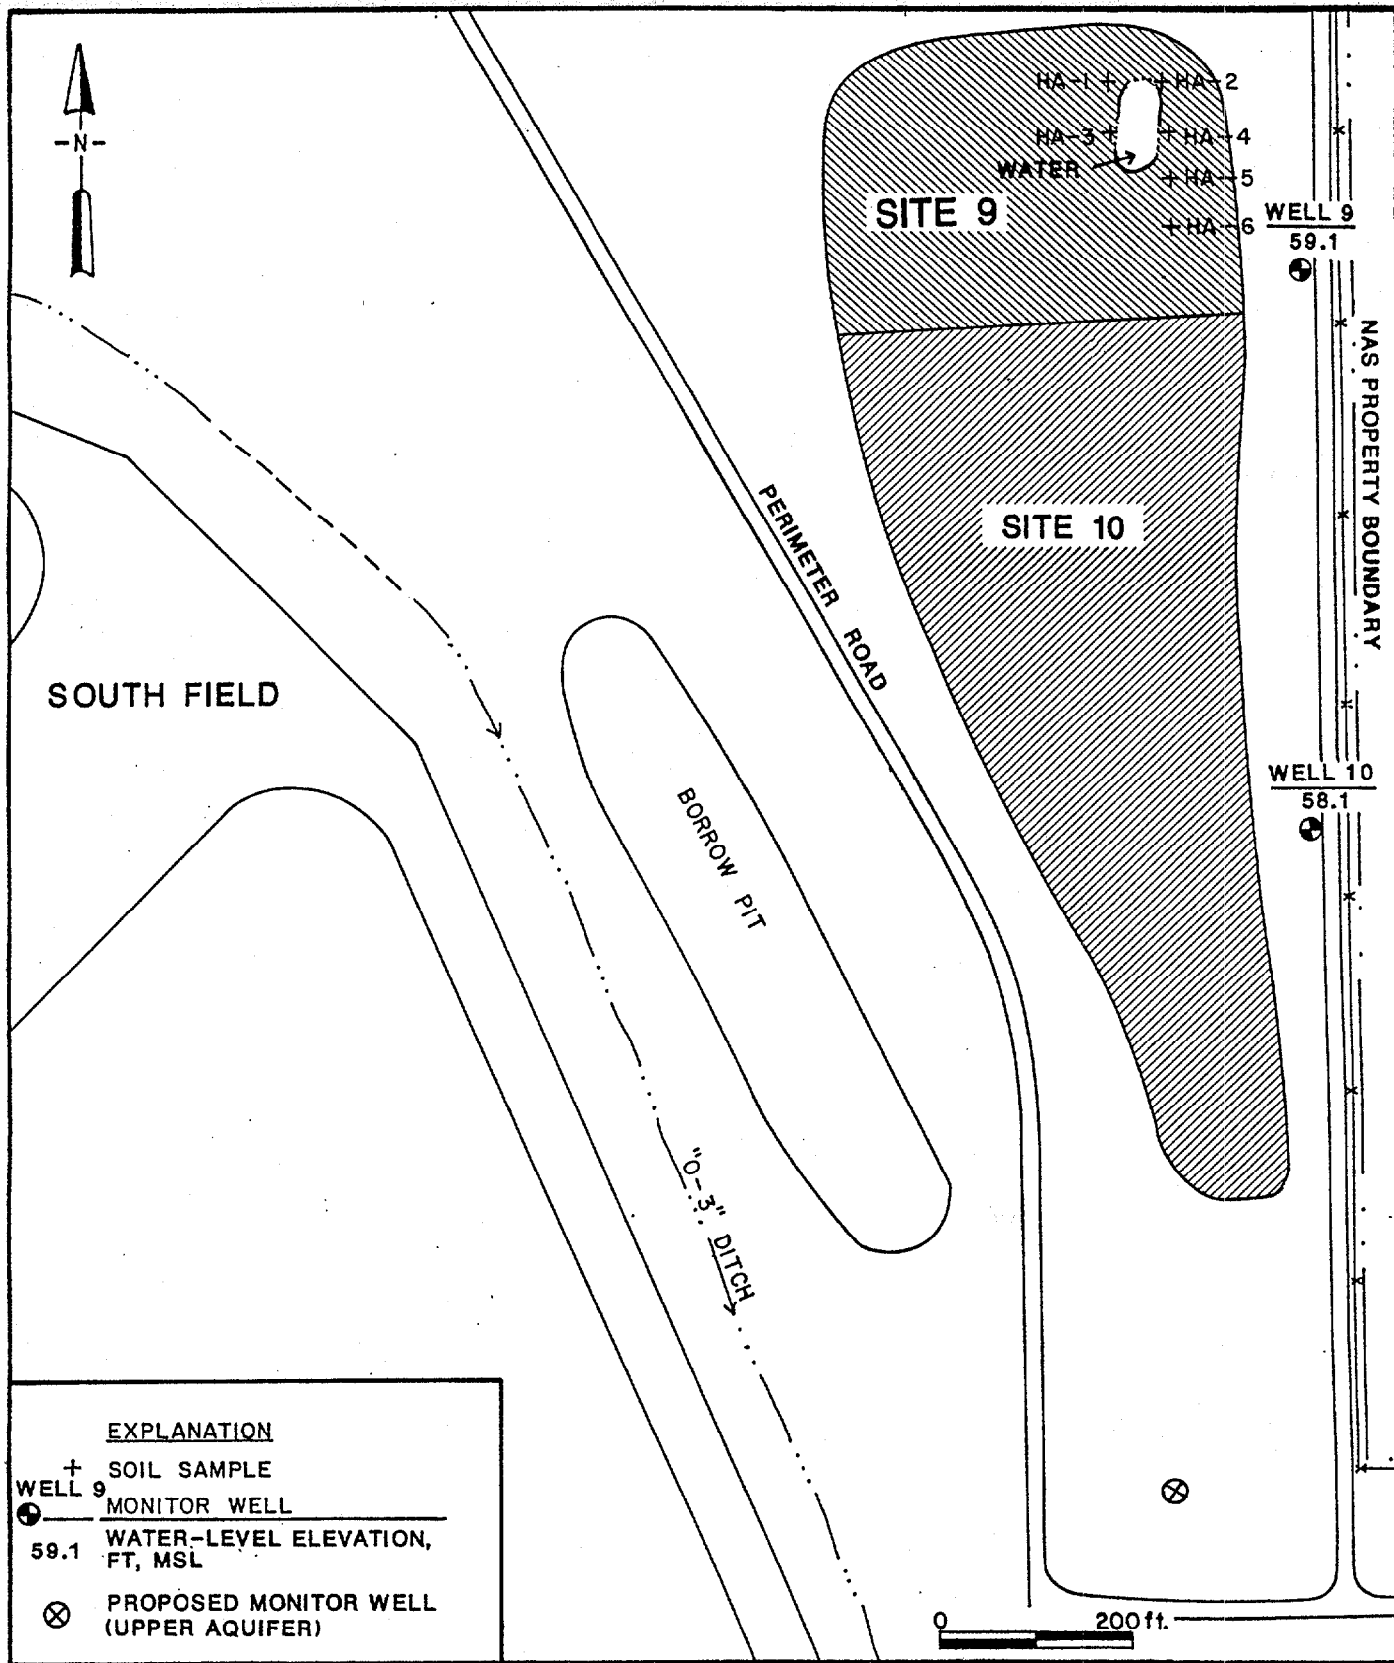 -N-
HA-1
HA-2
HA-3
HA-4
WATER
HA-5
HA-6
SITE 9
WELL 9
59.1
NAS PROPERTY BOUNDARY
SITE 10
PERIMETER ROAD
SOUTH FIELD
WELL 10
58.1
BORROW PIT
"0-3" DITCH
EXPLANATION
+ SOIL SAMPLE
WELL 9
MONITOR WELL
59.1 WATER-LEVEL ELEVATION,
FT, MSL
PROPOSED MONITOR WELL
(UPPER AQUIFER)
0 200 ft.